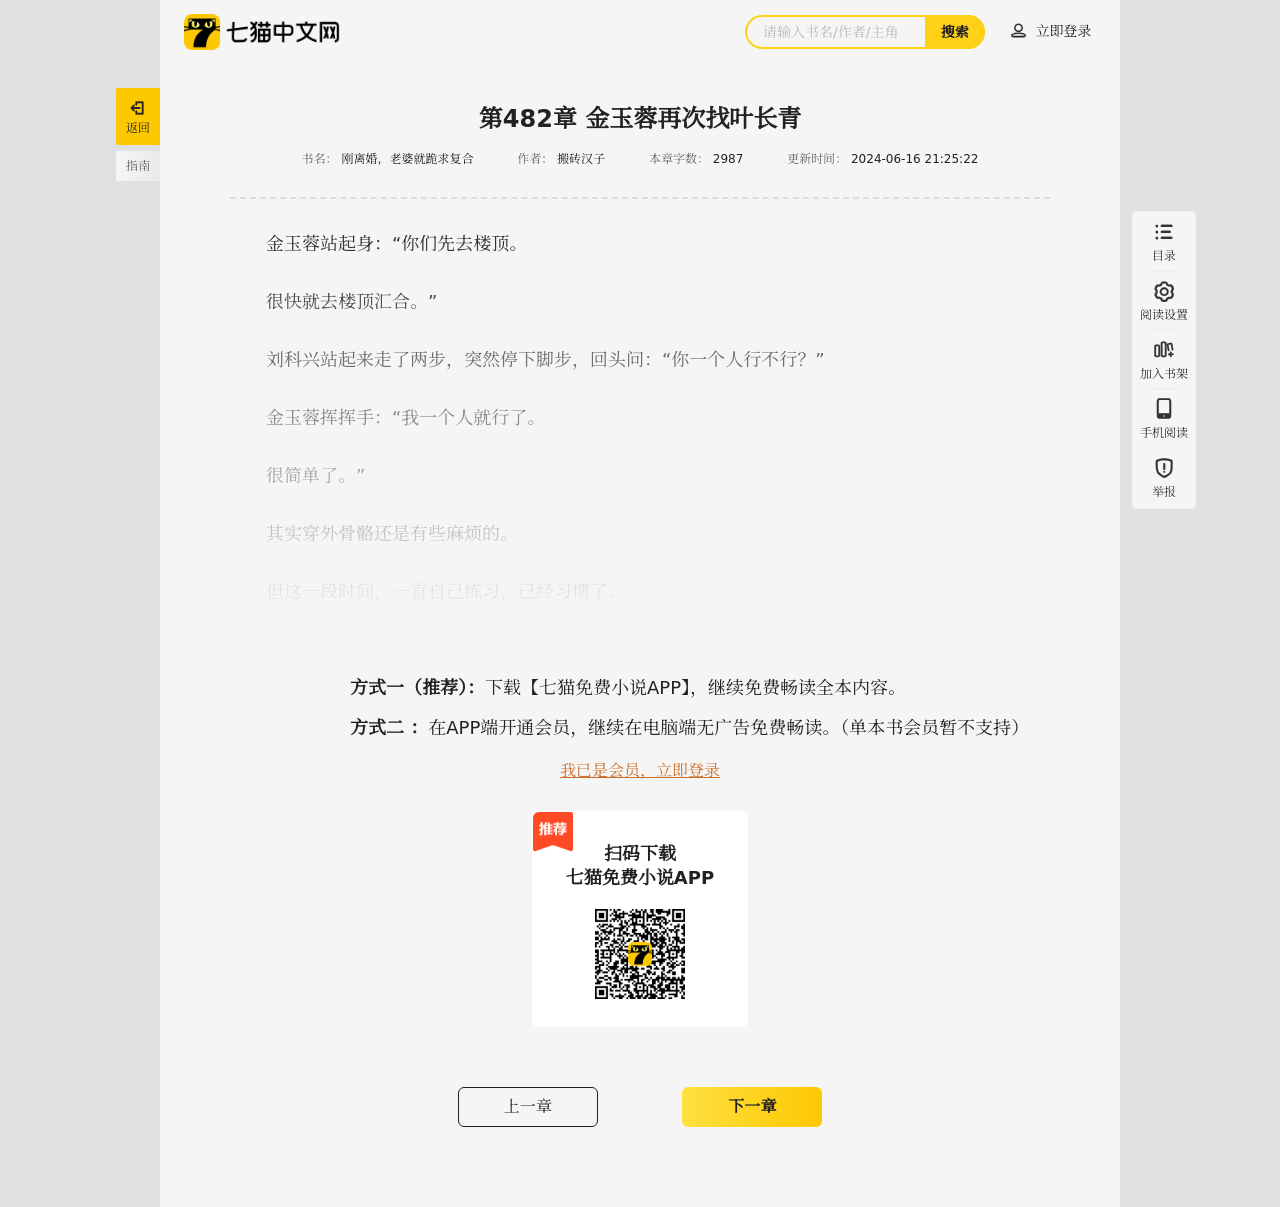 七猫中文网
请输入书名/作者/主角
搜索
立即登录
返回
指南
第482章 金玉蓉再次找叶长青
书名： 刚离婚，老婆就跪求复合 作者： 搬砖汉子 本章字数： 2987 更新时间： 2024-06-16 21:25:22
金玉蓉站起身：“你们先去楼顶。
很快就去楼顶汇合。”
刘科兴站起来走了两步，突然停下脚步，回头问：“你一个人行不行？”
金玉蓉挥挥手：“我一个人就行了。
很简单了。”
其实穿外骨骼还是有些麻烦的。
但这一段时间，一直自己练习，已经习惯了。
目录
阅读设置
加入书架
手机阅读
举报
方式一（推荐）：下载【七猫免费小说APP】，继续免费畅读全本内容。
方式二 ：在APP端开通会员，继续在电脑端无广告免费畅读。（单本书会员暂不支持）
我已是会员，立即登录
推荐
扫码下载
七猫免费小说APP
上一章
下一章